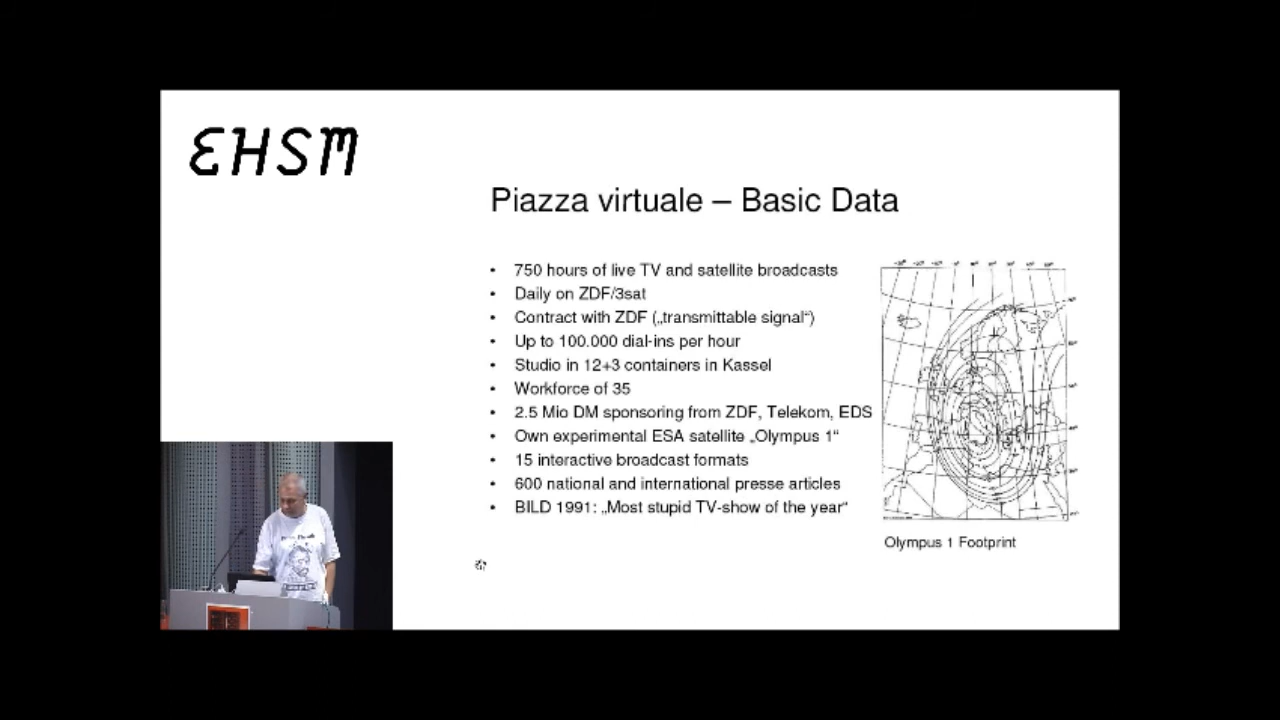 EHSM
Piazza virtuale – Basic Data
• 750 hours of live TV and satellite broadcasts
• Daily on ZDF/3sat
• Contract with ZDF („transmittable signal“)
• Up to 100.000 dial-ins per hour
• Studio in 12+3 containers in Kassel
• Workforce of 35
• 2.5 Mio DM sponsoring from ZDF, Telekom, EDS
• Own experimental ESA satellite „Olympus 1“
• 15 interactive broadcast formats
• 600 national and international presse articles
• BILD 1991: „Most stupid TV-show of the year“
Olympus 1 Footprint